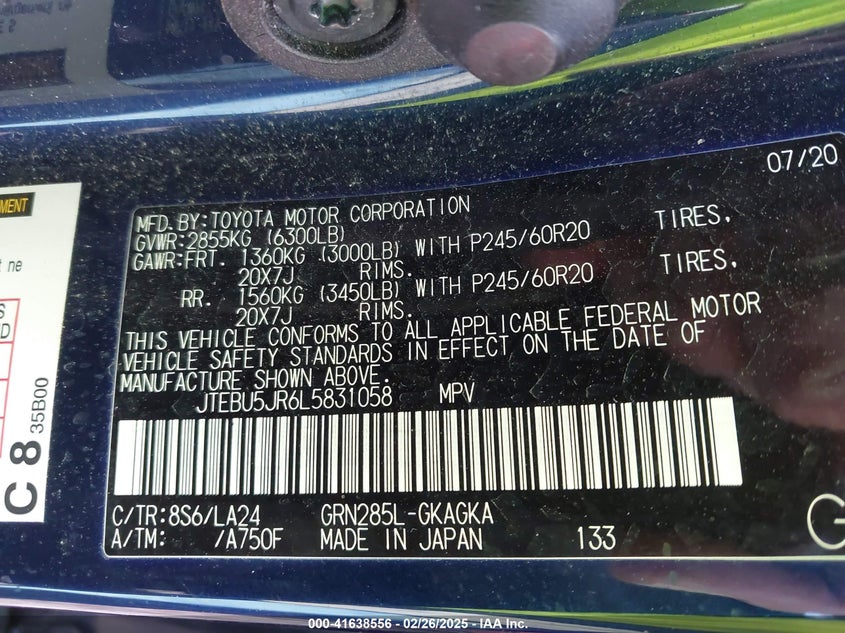 07/20
MFD.BY:TOYOTA MOTOR CORPORATION
GVWR:2855KG (6300LB)
GAWR:FRT. 1360KG (3000LB) WITH P245/60R20 TIRES,
20X7J RIMS.
RR. 1560KG (3450LB) WITH P245/60R20 TIRES,
20X7J RIMS.
THIS VEHICLE CONFORMS TO ALL APPLICABLE FEDERAL MOTOR
VEHICLE SAFETY STANDARDS IN EFFECT ON THE DATE OF
MANUFACTURE SHOWN ABOVE.
JTEBU5JR6L5831058 MPV
C/TR:8S6/LA24 GRN285L-GKAGKA
A/TM: /A750F MADE IN JAPAN 133
G
MENT
t ne
S
D
C8
35B00
000-41638556 - 02/26/2025 - IAA Inc.